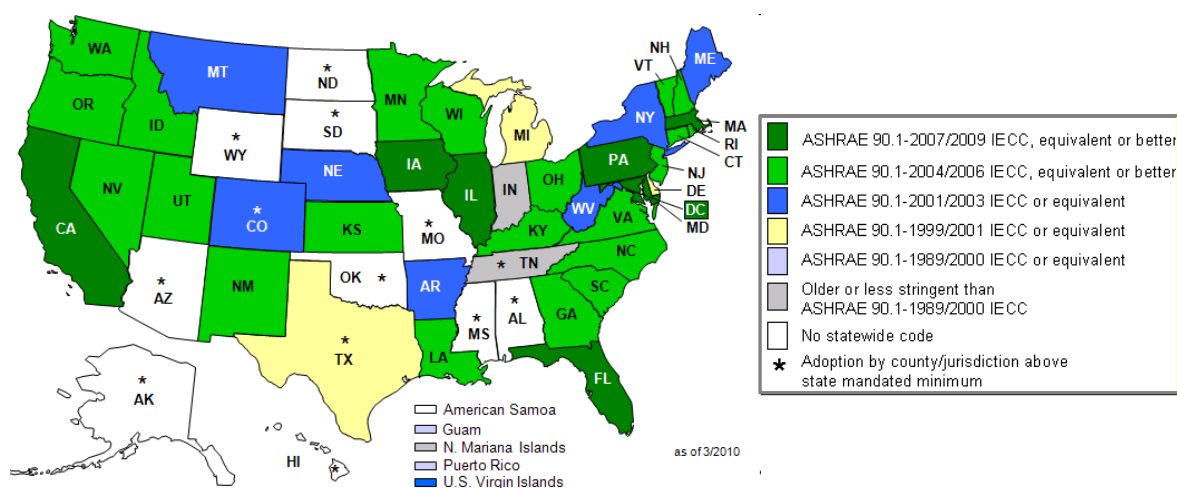 WA
MT
ND
*
OR
ID
WY
*
SD
*
MN
WI
MI
NH
VT
ME
NY
MA
RI
CT
NV
UT
CO
*
NE
IA
IL
IN
OH
PA
NJ
DE
DC
MD
CA
KS
MO
*
KY
WV
VA
AZ
*
NM
OK *
AR
* TN
NC
SC
TX
*
LA
MS
*
AL
*
GA
FL
AK
*
HI
*
American Samoa
Guam
N. Mariana Islands
Puerto Rico
U.S. Virgin Islands
as of 3/2010
ASHRAE 90.1-2007/2009 IECC, equivalent or better
ASHRAE 90.1-2004/2006 IECC, equivalent or better
ASHRAE 90.1-2001/2003 IECC or equivalent
ASHRAE 90.1-1999/2001 IECC or equivalent
ASHRAE 90.1-1989/2000 IECC or equivalent
Older or less stringent than
ASHRAE 90.1-1989/2000 IECC
No statewide code
* Adoption by county/jurisdiction above
state mandated minimum